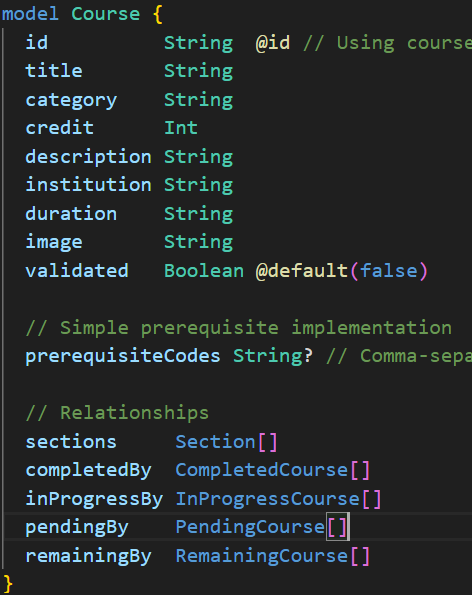 model Course {
id String @id // Using course
title String
category String
credit Int
description String
institution String
duration String
image String
validated Boolean @default(false)
// Simple prerequisite implementation
prerequisiteCodes String? // Comma-sepa
// Relationships
sections Section[]
completedBy CompletedCourse[]
inProgressBy InProgressCourse[]
pendingBy PendingCourse[]
remainingBy RemainingCourse[]
}